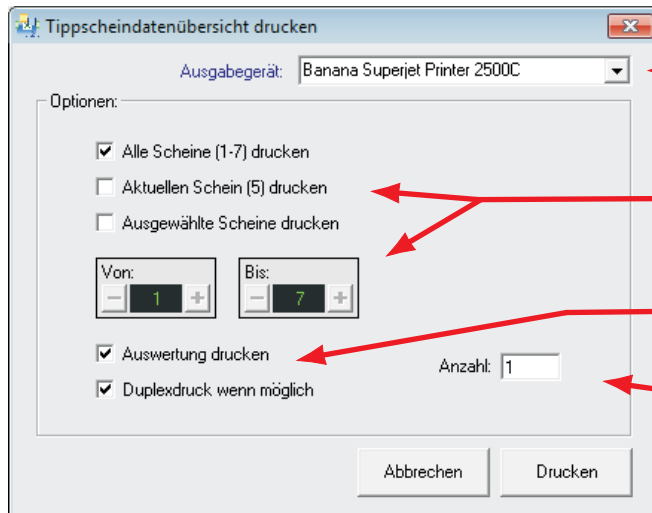 Tippscheindatenübersicht drucken
Ausgabegerät: Banana Superjet Printer 2500C
Optionen:
Alle Scheine (1-7) drucken
Aktuellen Schein (5) drucken
Ausgewählte Scheine drucken
Von: Bis:
1 7
Auswertung drucken
Anzahl: 1
Duplexdruck wenn möglich
Abbrechen Drucken